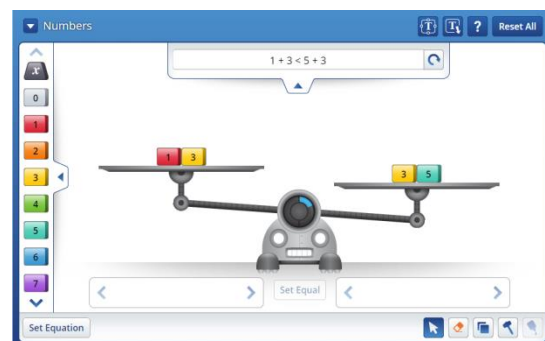 Numbers
T T ? Reset All
1 + 3 < 5 + 3
x
0
1
2
3
4
5
6
7
1 3
3 5
Set Equal
Set Equation